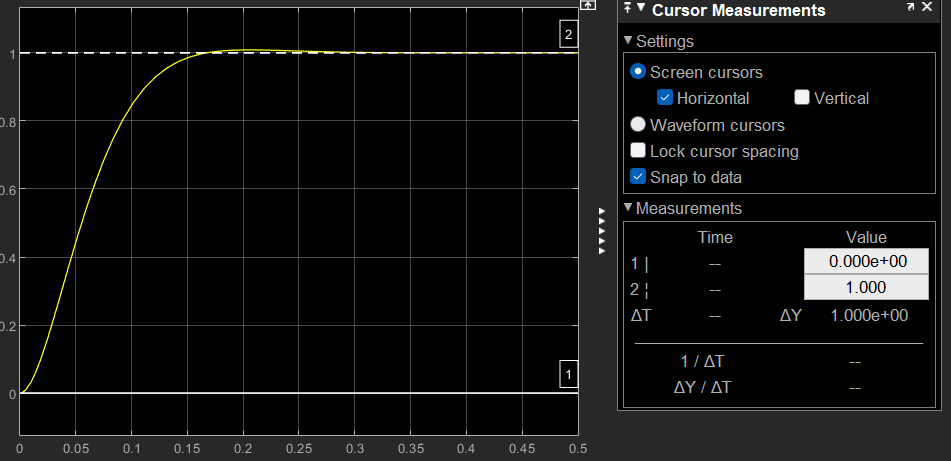 1
0.8
0.6
0.4
0.2
0
0 0.05 0.1 0.15 0.2 0.25 0.3 0.35 0.4 0.45 0.5
2
1
Cursor Measurements
Settings
Screen cursors
Horizontal Vertical
Waveform cursors
Lock cursor spacing
Snap to data
Measurements
Time Value
1 | -- 0.000e+00
2 ¦ -- 1.000
ΔT -- ΔY 1.000e+00
1 / ΔT --
ΔY / ΔT --